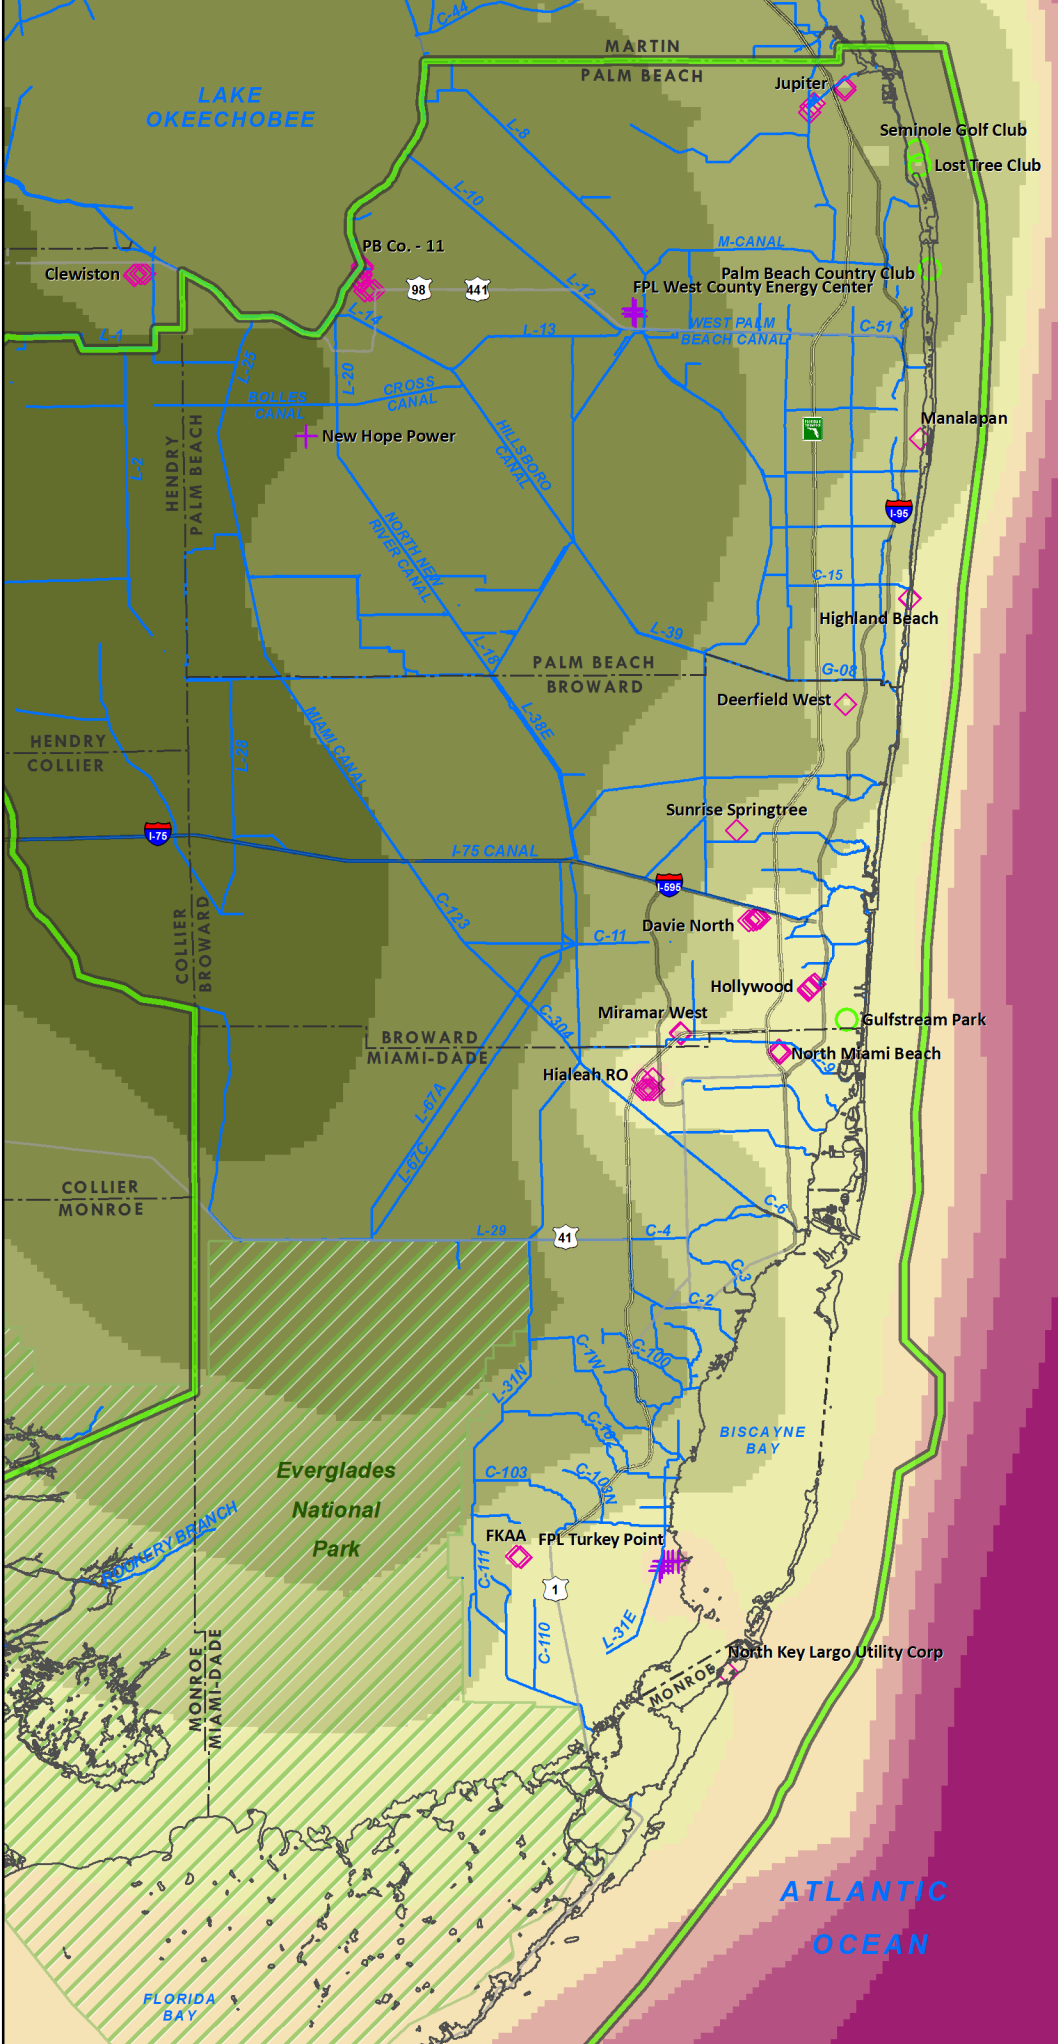 C-44
MARTIN
PALM BEACH
LAKE
OKEECHOBEE
Jupiter
Seminole Golf Club
L-8
Lost Tree Club
L-10
PB Co. - 11
M-CANAL
Clewiston
Palm Beach Country Club
98
441
L-12
FPL West County Energy Center
L-14
L-13
WEST PALM
BEACH CANAL
C-51
L-1
L-25
L-20
CROSS
CANAL
BOLLES
CANAL
Manalapan
New Hope Power
HENDRY
PALM BEACH
L-2
HILLSBORO
CANAL
I-95
NORTH NEW
RIVER CANAL
C-15
Highland Beach
L-39
L-18
PALM BEACH
BROWARD
G-08
Deerfield West
L-38E
MIAMI CANAL
HENDRY
COLLIER
L-28
Sunrise Springtree
I-75
I-75 CANAL
I-595
C-123
Davie North
C-11
COLLIER
BROWARD
Hollywood
Miramar West
Gulfstream Park
C-304
BROWARD
MIAMI-DADE
North Miami Beach
C-9
Hialeah RO
L-67A
L-67C
COLLIER
MONROE
C-6
L-29
41
C-4
C-3
C-2
C-1W
C-100
L-31N
C-102
BISCAYNE
BAY
Everglades
National
Park
C-103
C-103N
ROOKERY BRANCH
FKAA
FPL Turkey Point
C-111
1
L-31E
C-110
MONROE
MIAMI-DADE
North Key Largo Utility Corp
MONROE
ATLANTIC
OCEAN
FLORIDA
BAY